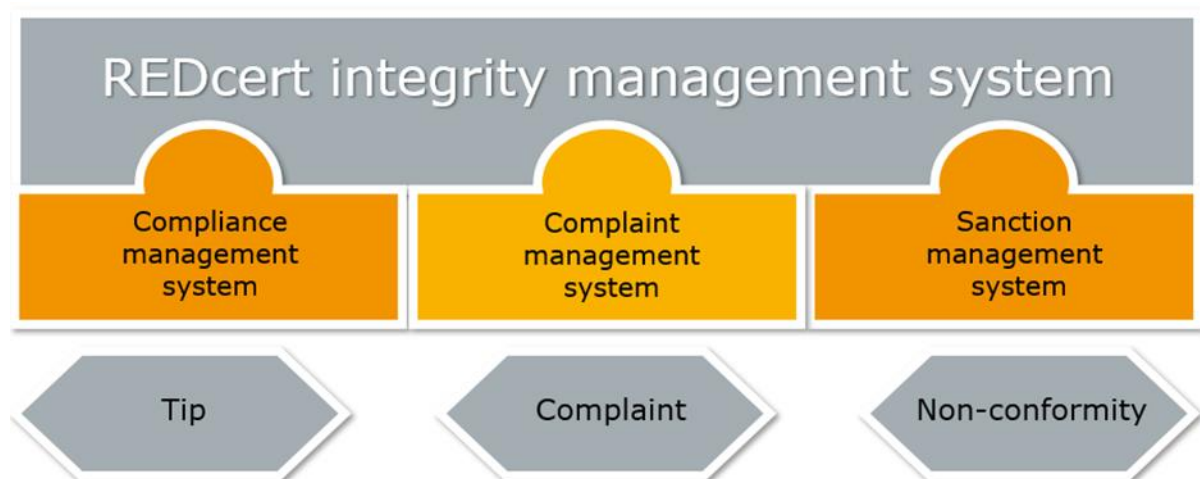 REDcert integrity management system
Compliance
management
system
Complaint
management
system
Sanction
management
system
Tip
Complaint
Non-conformity